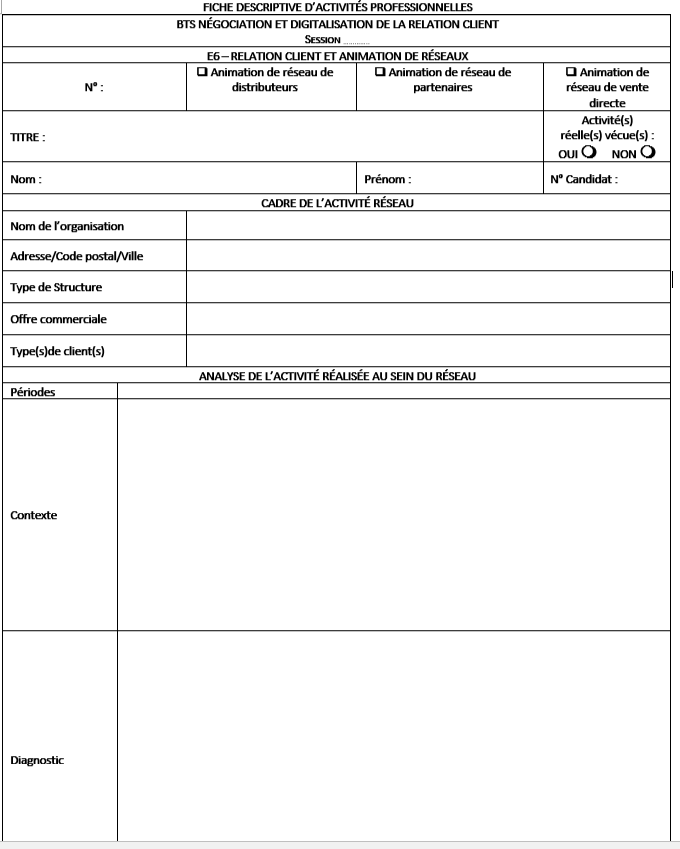 FICHE DESCRIPTIVE D'ACTIVITÉS PROFESSIONNELLES
BTS NÉGOCIATION ET DIGITALISATION DE LA RELATION CLIENT
SESSION ............
E6 – RELATION CLIENT ET ANIMATION DE RÉSEAUX
N° :
❑ Animation de réseau de
distributeurs
❑ Animation de réseau de
partenaires
❑ Animation de
réseau de vente
directe
TITRE :
Activité(s)
réelle(s) vécue(s) :
OUI ❍ NON ❍
Nom :
Prénom :
N° Candidat :
CADRE DE L'ACTIVITÉ RÉSEAU
Nom de l'organisation
Adresse/Code postal/Ville
Type de Structure
Offre commerciale
Type(s)de client(s)
ANALYSE DE L'ACTIVITÉ RÉALISÉE AU SEIN DU RÉSEAU
Périodes
Contexte
Diagnostic